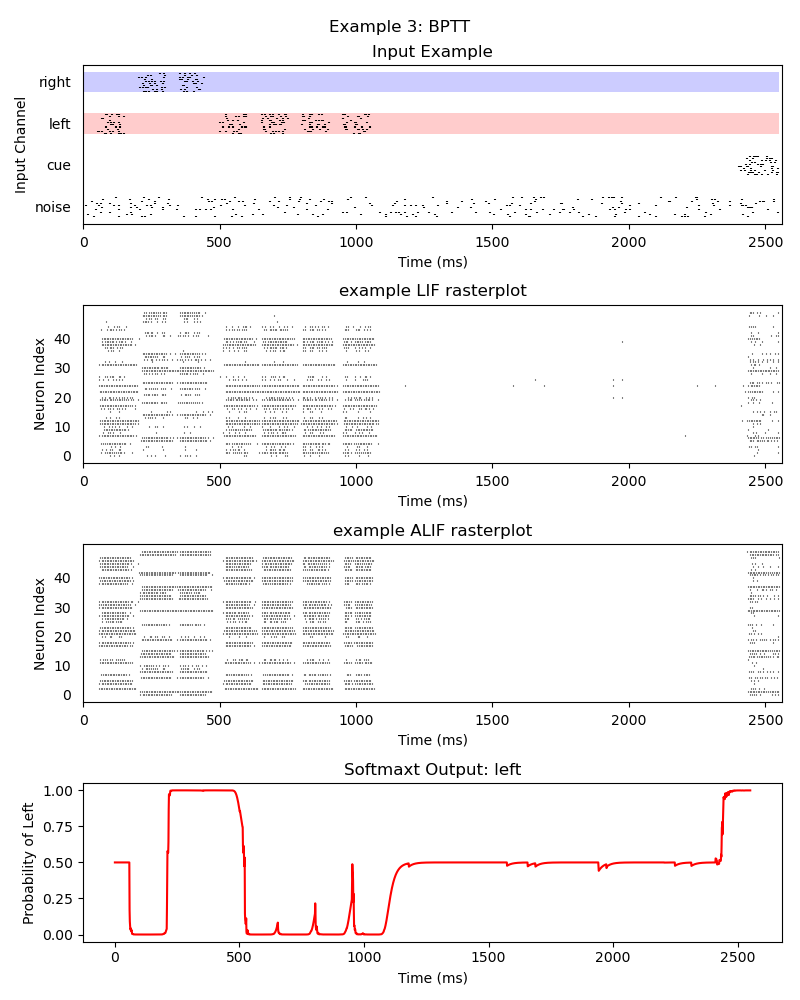 Example 3: BPTT
Input Example
Input Channel
right
left
cue
noise
0 500 1000 1500 2000 2500
Time (ms)
example LIF rasterplot
Neuron Index
40
30
20
10
0
0 500 1000 1500 2000 2500
Time (ms)
example ALIF rasterplot
Neuron Index
40
30
20
10
0
0 500 1000 1500 2000 2500
Time (ms)
Softmaxt Output: left
Probability of Left
1.00
0.75
0.50
0.25
0.00
0 500 1000 1500 2000 2500
Time (ms)